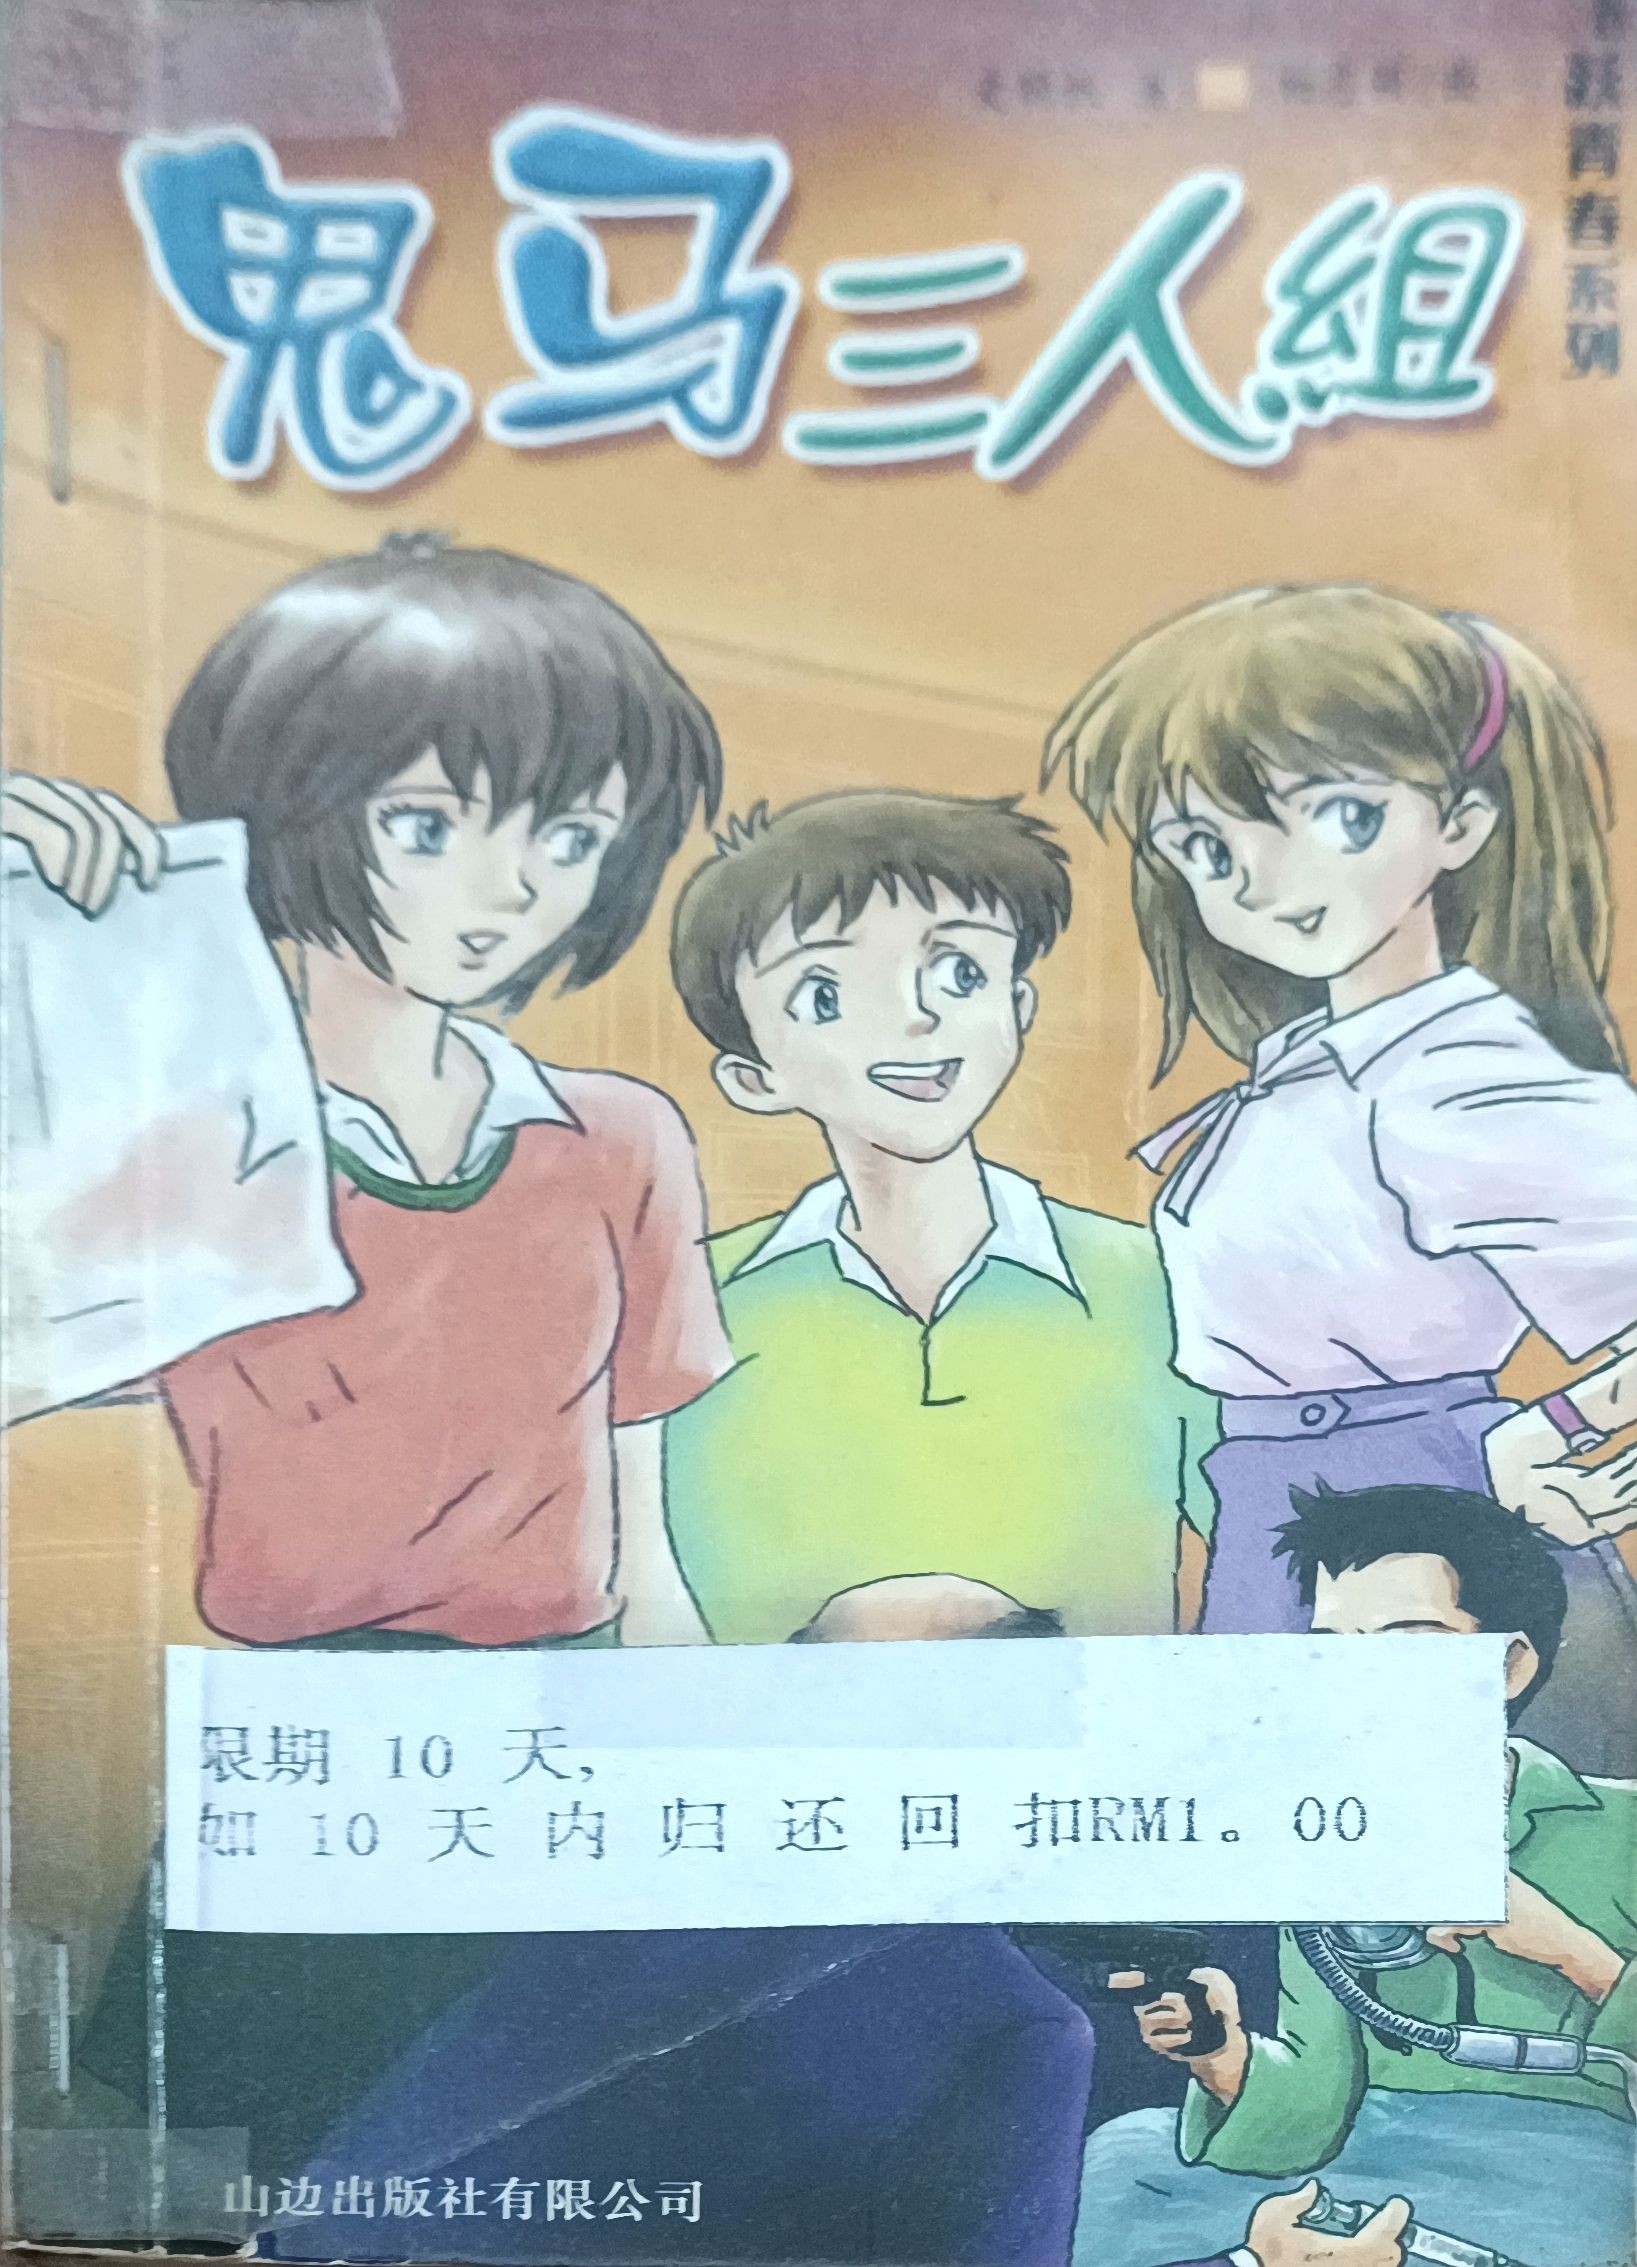 鬼马三人組
青春系列
限期 10 天,
如 10 天 内 归 还 回 扣RM1。00
山边出版社有限公司